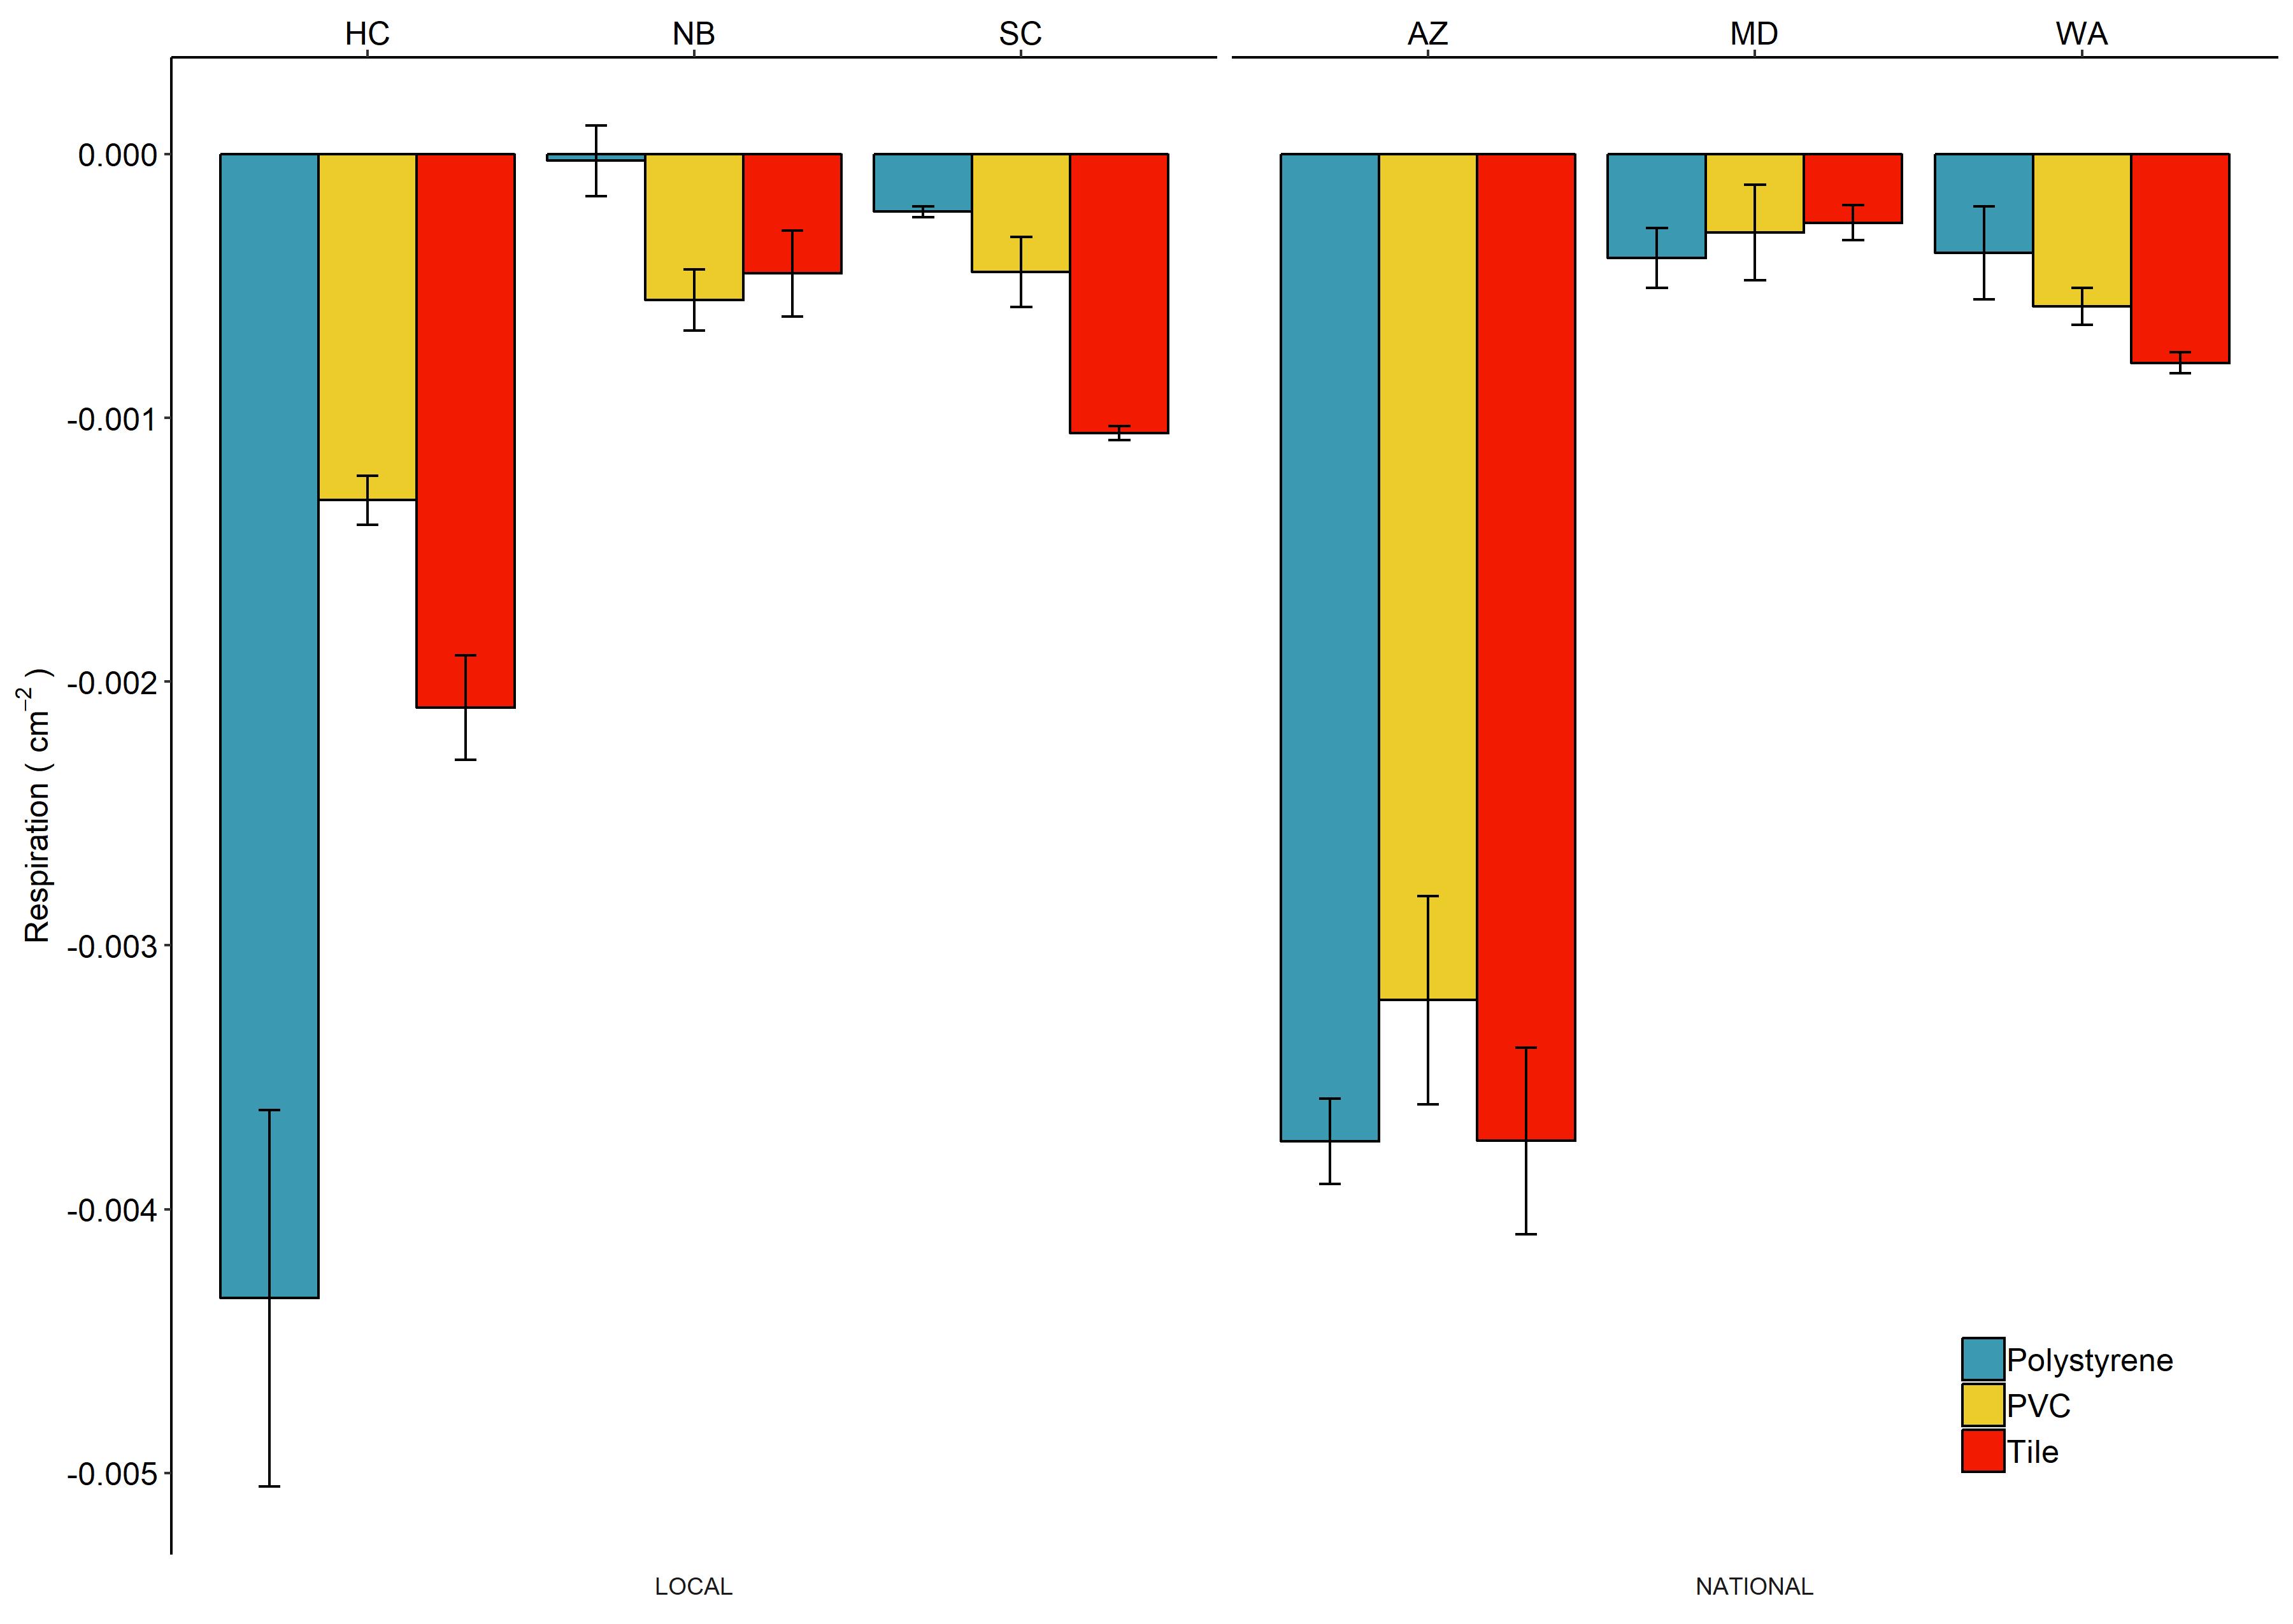 HC NB SC AZ MD WA
0.000
-0.001
-0.002
-0.003
-0.004
-0.005
Respiration ( cm⁻² )
Polystyrene
PVC
Tile
LOCAL NATIONAL